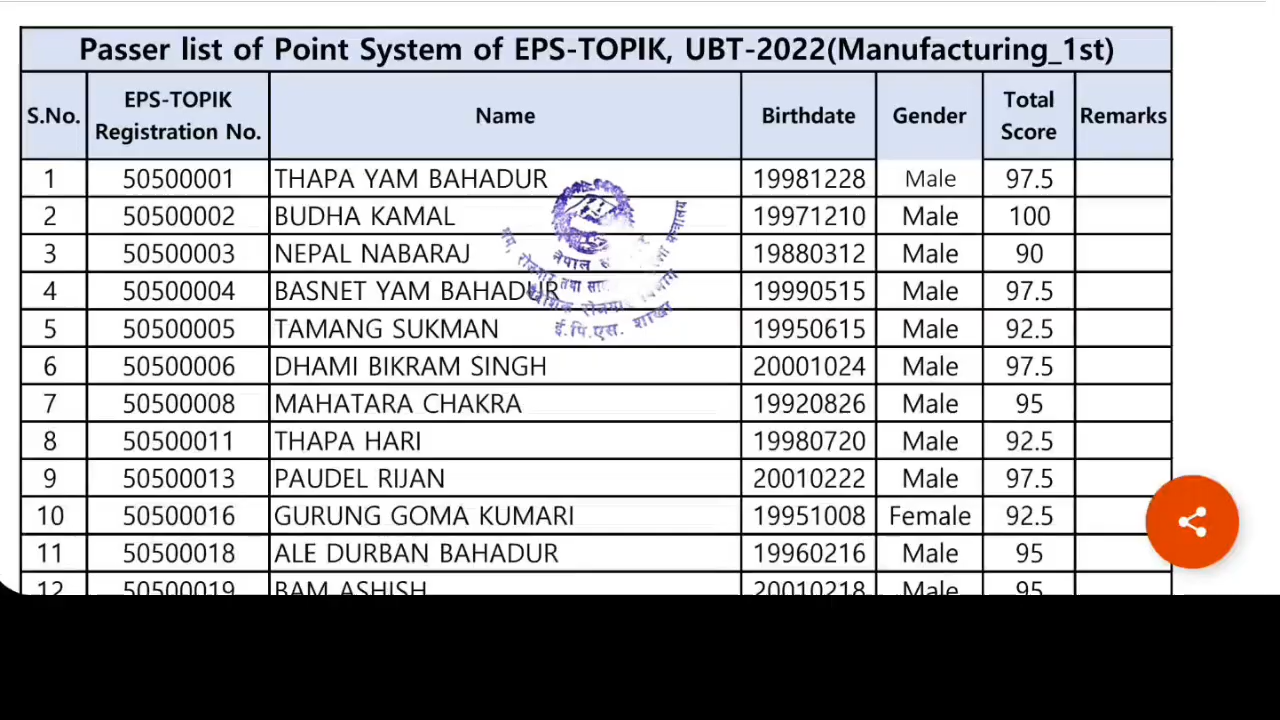 Passer list of Point System of EPS-TOPIK, UBT-2022(Manufacturing_1st)
S.No. EPS-TOPIK Registration No. Name Birthdate Gender Total Score Remarks
1 50500001 THAPA YAM BAHADUR 19981228 Male 97.5
2 50500002 BUDHA KAMAL 19971210 Male 100
3 50500003 NEPAL NABARAJ 19880312 Male 90
4 50500004 BASNET YAM BAHADUR 19990515 Male 97.5
5 50500005 TAMANG SUKMAN 19950615 Male 92.5
6 50500006 DHAMI BIKRAM SINGH 20001024 Male 97.5
7 50500008 MAHATARA CHAKRA 19920826 Male 95
8 50500011 THAPA HARI 19980720 Male 92.5
9 50500013 PAUDEL RIJAN 20010222 Male 97.5
10 50500016 GURUNG GOMA KUMARI 19951008 Female 92.5
11 50500018 ALE DURBAN BAHADUR 19960216 Male 95
12 50500019 BAM ASHISH 20010218 Male 95
नेपाल
तथा
ई.पि.एस. शाखा